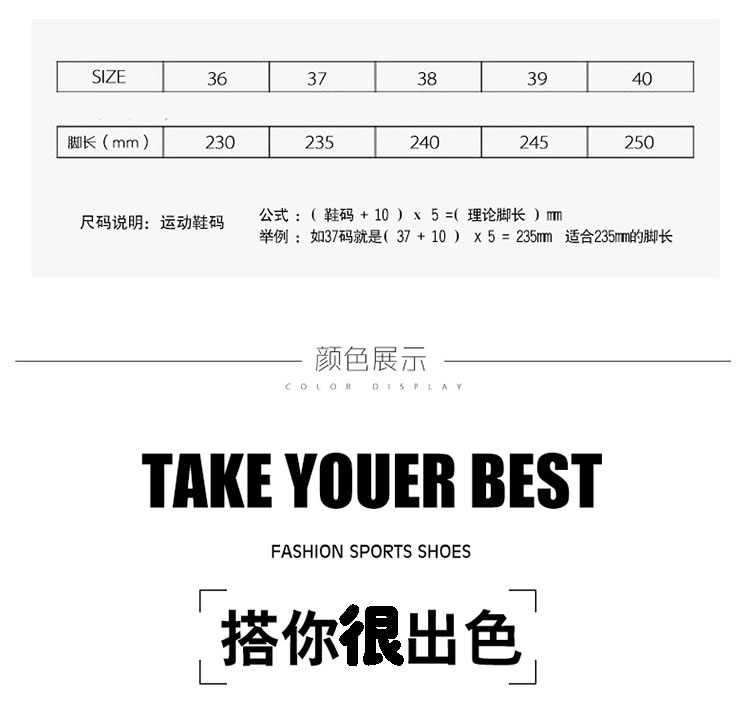 SIZE 36 37 38 39 40
脚长（mm） 230 235 240 245 250
尺码说明：运动鞋码
公式：( 鞋码 + 10 ) x 5 =( 理论脚长 ) mm
举例：如37码就是( 37 + 10 ) x 5 = 235mm 适合235mm的脚长
颜色展示
COLOR DISPLAY
TAKE YOUER BEST
FASHION SPORTS SHOES
搭你很出色